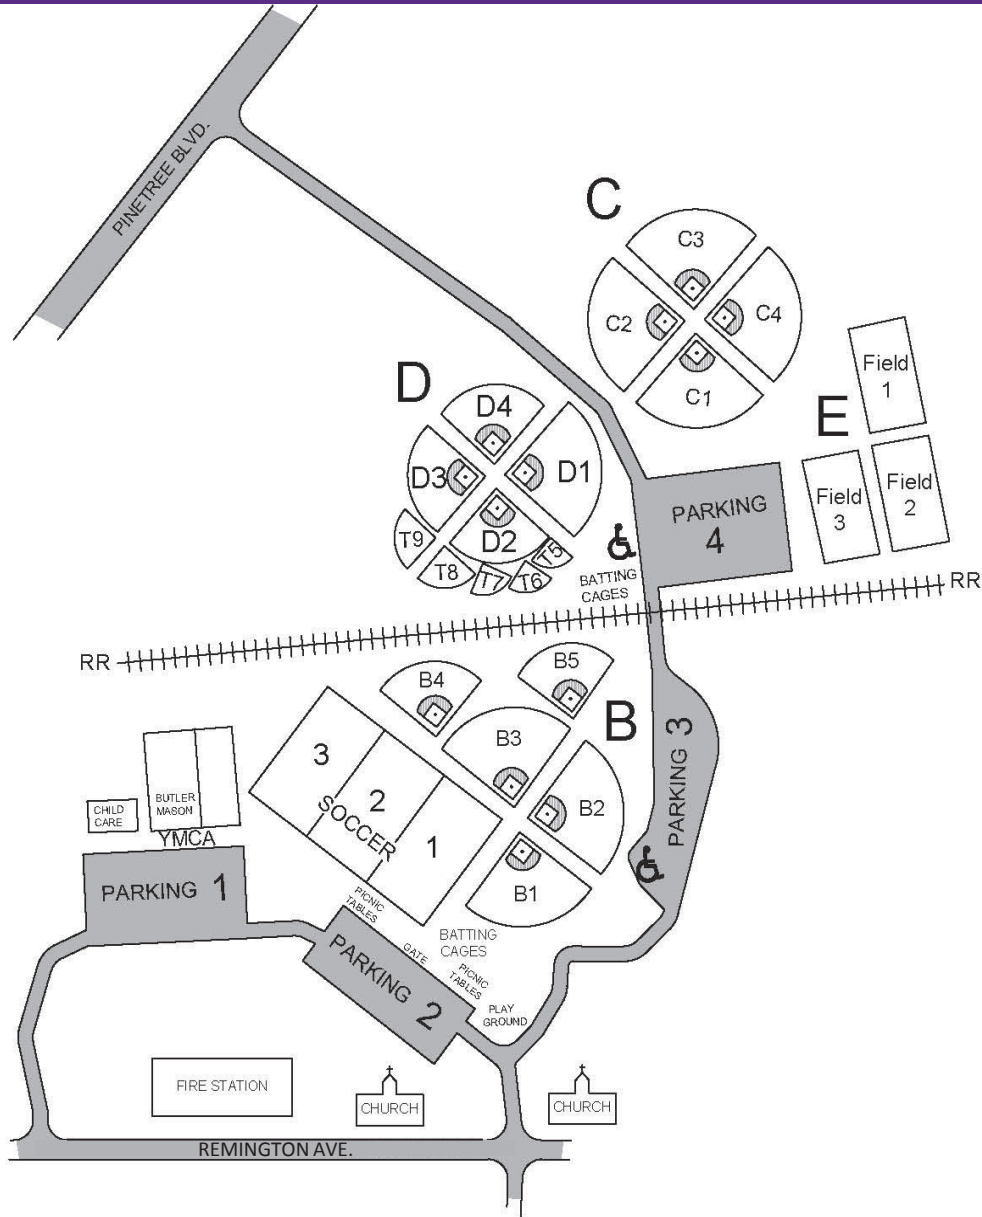 PINETREE BLVD.
C
C3
C2
C4
C1
D
D4
D3
D1
D2
T9
T8
T7
T6
T5
E
Field
1
Field
2
Field
3
PARKING
4
BATTING
CAGES
RR
RR
B5
B4
B
B3
B2
B1
3
2
1
SOCCER
PARKING 3
BUTLER
MASON
CHILD
CARE
YMCA
PARKING 1
PICNIC
TABLES
BATTING
CAGES
GATE
PICNIC
TABLES
PARKING 2
PLAY
GROUND
FIRE STATION
CHURCH
CHURCH
REMINGTON AVE.